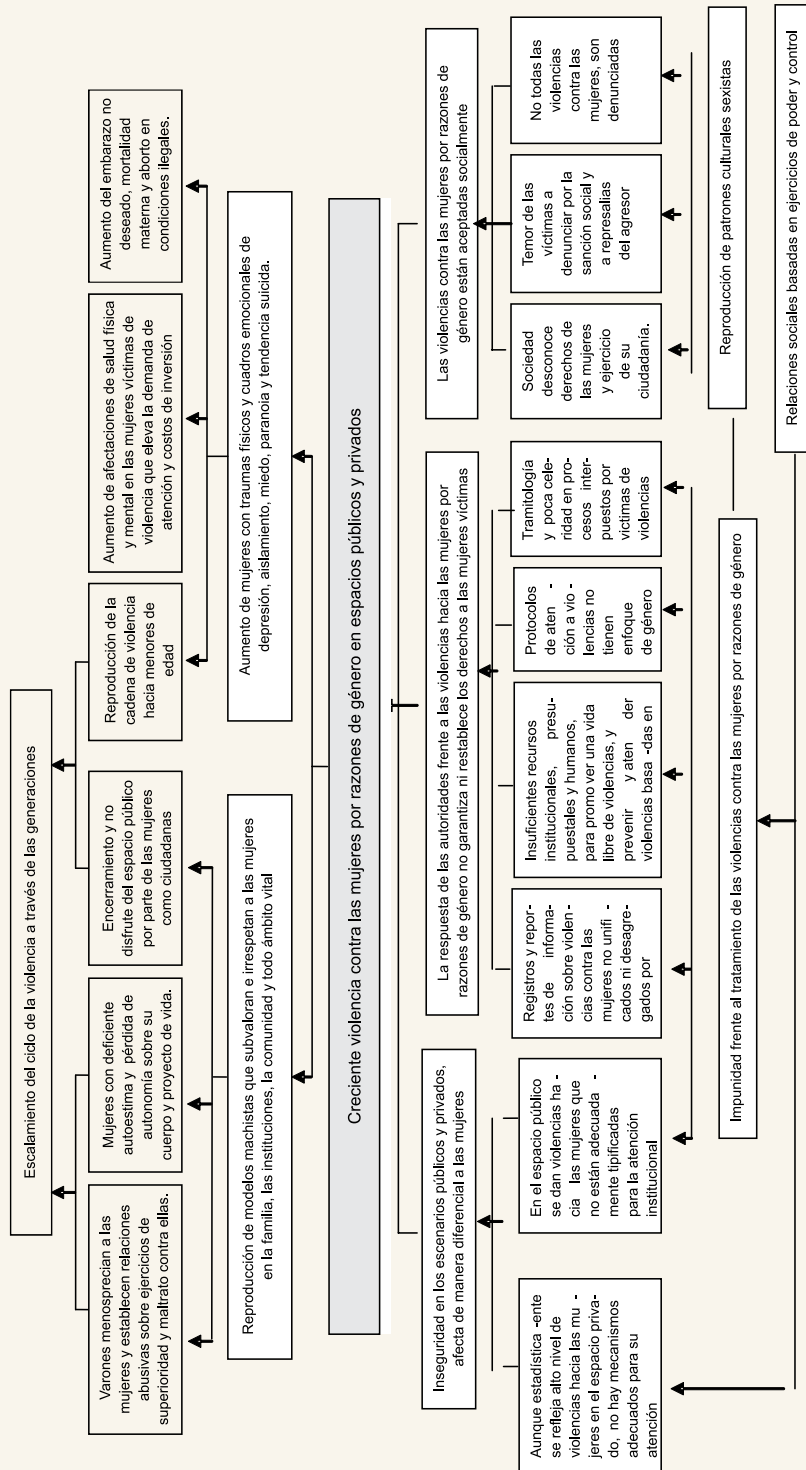 Escalamiento del ciclo de la violencia a través de las generaciones
Varones menosprecian a las
mujeres y establecen relaciones
abusivas sobre ejercicios de
superioridad y maltrato contra ellas.
Mujeres con deficiente
autoestima y pérdida de
autonomía sobre su
cuerpo y proyecto de vida.
Encerramiento y no
disfrute del espacio público
por parte de las mujeres
como ciudadanas
Reproducción de la
cadena de violencia
hacia menores de
edad
Aumento de afectaciones de salud física
y mental en las mujeres víctimas de
violencia que eleva la demanda de
atención y costos de inversión
Aumento del embarazo no
deseado, mortalidad
materna y aborto en
condiciones ilegales.
Reproducción de modelos machistas que subvaloran e irrespetan a las mujeres
en la familia, las instituciones, la comunidad y todo ámbito vital
Aumento de mujeres con traumas físicos y cuadros emocionales de
depresión, aislamiento, miedo, paranoia y tendencia suicida.
Creciente violencia contra las mujeres por razones de género en espacios públicos y privados
Inseguridad en los escenarios públicos y privados,
afecta de manera diferencial a las mujeres
La respuesta de las autoridades frente a las violencias hacia las mujeres por
razones de género no garantiza ni restablece los derechos a las mujeres víctimas
Las violencias contra las mujeres por razones de
género están aceptadas socialmente
Aunque estadística -ente
se refleja alto nivel de
violencias hacia las mu -
jeres en el espacio priva-
do, no hay mecanismos
adecuados para su
atención
En el espacio público
se dan violencias ha -
cia las mujeres que
no están adecuada -
mente tipificadas
para la atención
institucional
Registros y repor-
tes de informa-
ción sobre violen-
cias contra las
mujeres no unifi -
cados ni desagre-
gados por
Insuficientes recursos
institucionales, presu-
puestales y humanos,
para promo ver una vida
libre de violencias, y
prevenir y aten der
violencias basa -das en
Protocolos
de aten -
ción a vio -
lencias no
tienen
enfoque
de género
Tramitología
y poca cele-
ridad en pro-
cesos inter-
puestos por
víctimas de
violencias
Sociedad
desconoce
derechos de
las mujeres
y ejercicio
de su
ciudadanía.
Temor de las
víctimas a
denunciar por la
sanción social y
a represalias
del agresor
No todas las
violencias
contra las
mujeres, son
denunciadas
Impunidad frente al tratamiento de las violencias contra las mujeres por razones de género
Reproducción de patrones culturales sexistas
Relaciones sociales basadas en ejercicios de poder y control